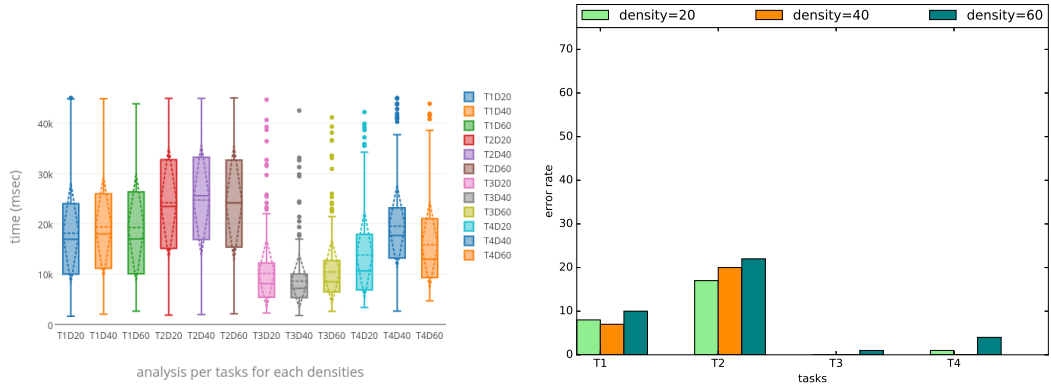 40k
30k
20k
10k
0
time (msec)
T1D20 T1D40 T1D60 T2D20 T2D40 T2D60 T3D20 T3D40 T3D60 T4D20 T4D40 T4D60
analysis per tasks for each densities
T1D20
T1D40
T1D60
T2D20
T2D40
T2D60
T3D20
T3D40
T3D60
T4D20
T4D40
T4D60
density=20 density=40 density=60
70
60
50
40
30
20
10
0
error rate
T1 T2 T3 T4
tasks